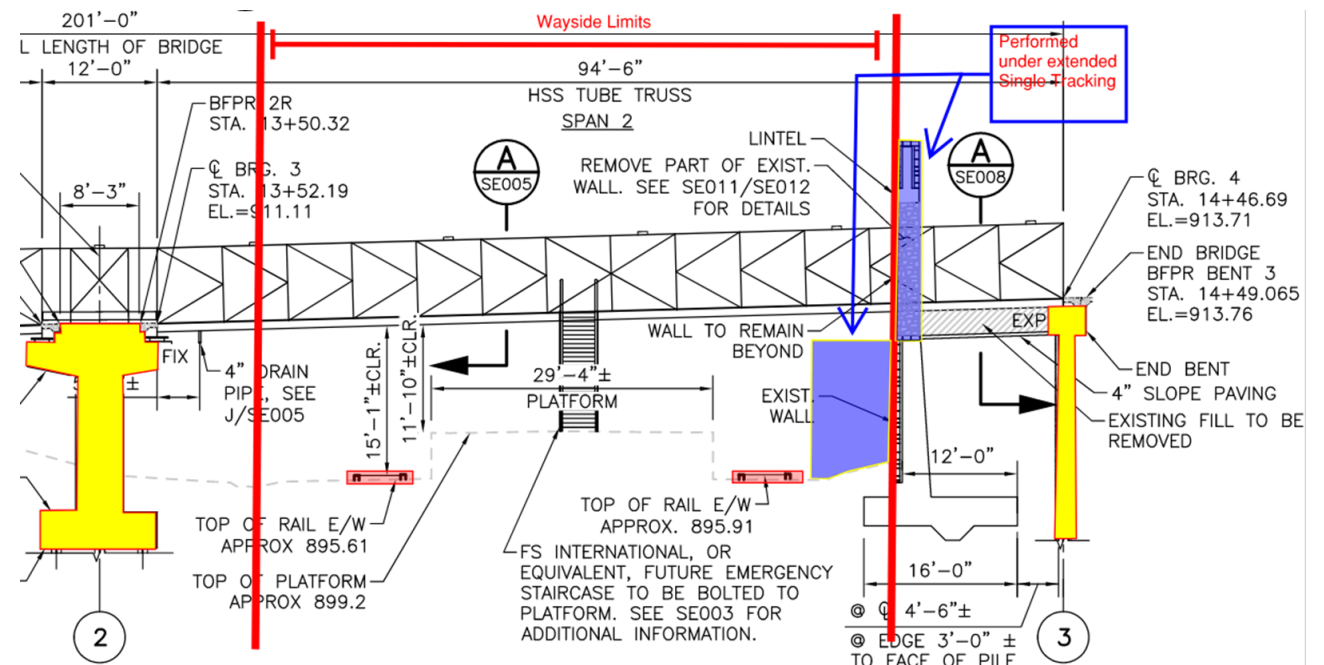 201'-0"
L LENGTH OF BRIDGE
12'-0"
Wayside Limits
94'-6"
HSS TUBE TRUSS
SPAN 2
Performed
under extended
Single Tracking
BFPR 2R
STA. 13+50.32
℄ BRG. 3
STA. 13+52.19
EL.=911.11
8'-3"
A
SE005
LINTEL
REMOVE PART OF EXIST.
WALL. SEE SE011/SE012
FOR DETAILS
A
SE008
℄ BRG. 4
STA. 14+46.69
EL.=913.71
END BRIDGE
BFPR BENT 3
STA. 14+49.065
EL.=913.76
FIX
±
4" DRAIN
PIPE, SEE
J/SE005
15'-1"±CLR.
11'-10"±CLR.
29'-4"±
PLATFORM
WALL TO REMAIN
BEYOND
EXIST.
WALL
EXP
END BENT
4" SLOPE PAVING
EXISTING FILL TO BE
REMOVED
12'-0"
TOP OF RAIL E/W
APPROX 895.61
TOP OF PLATFORM
APPROX 899.2
TOP OF RAIL E/W
APPROX. 895.91
FS INTERNATIONAL, OR
EQUIVALENT, FUTURE EMERGENCY
STAIRCASE TO BE BOLTED TO
PLATFORM. SEE SE003 FOR
ADDITIONAL INFORMATION.
16'-0"
@ ℄ 4'-6"±
@ EDGE 3'-0" ±
TO FACE OF PILE
2
3